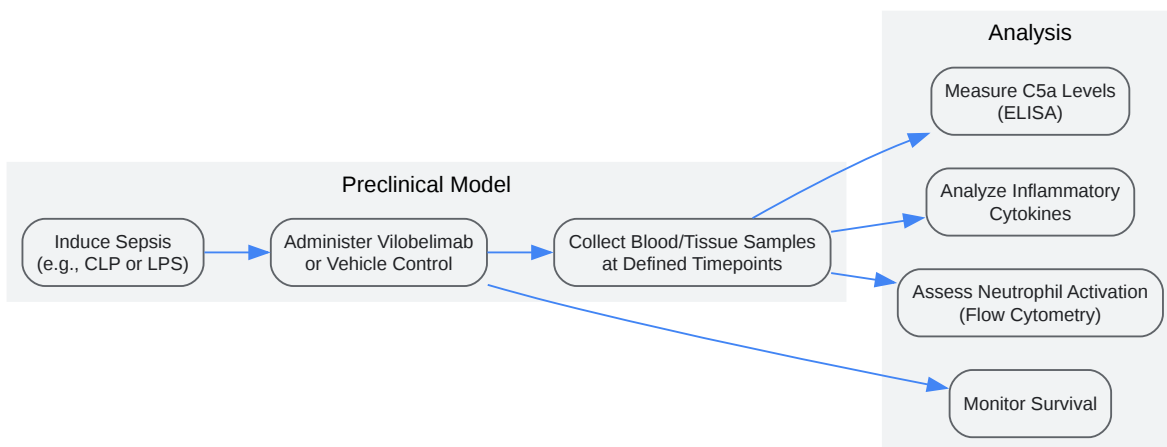 Preclinical Model
Induce Sepsis
(e.g., CLP or LPS)
Administer Vilobelimab
or Vehicle Control
Collect Blood/Tissue Samples
at Defined Timepoints
Analysis
Measure C5a Levels
(ELISA)
Analyze Inflammatory
Cytokines
Assess Neutrophil Activation
(Flow Cytometry)
Monitor Survival